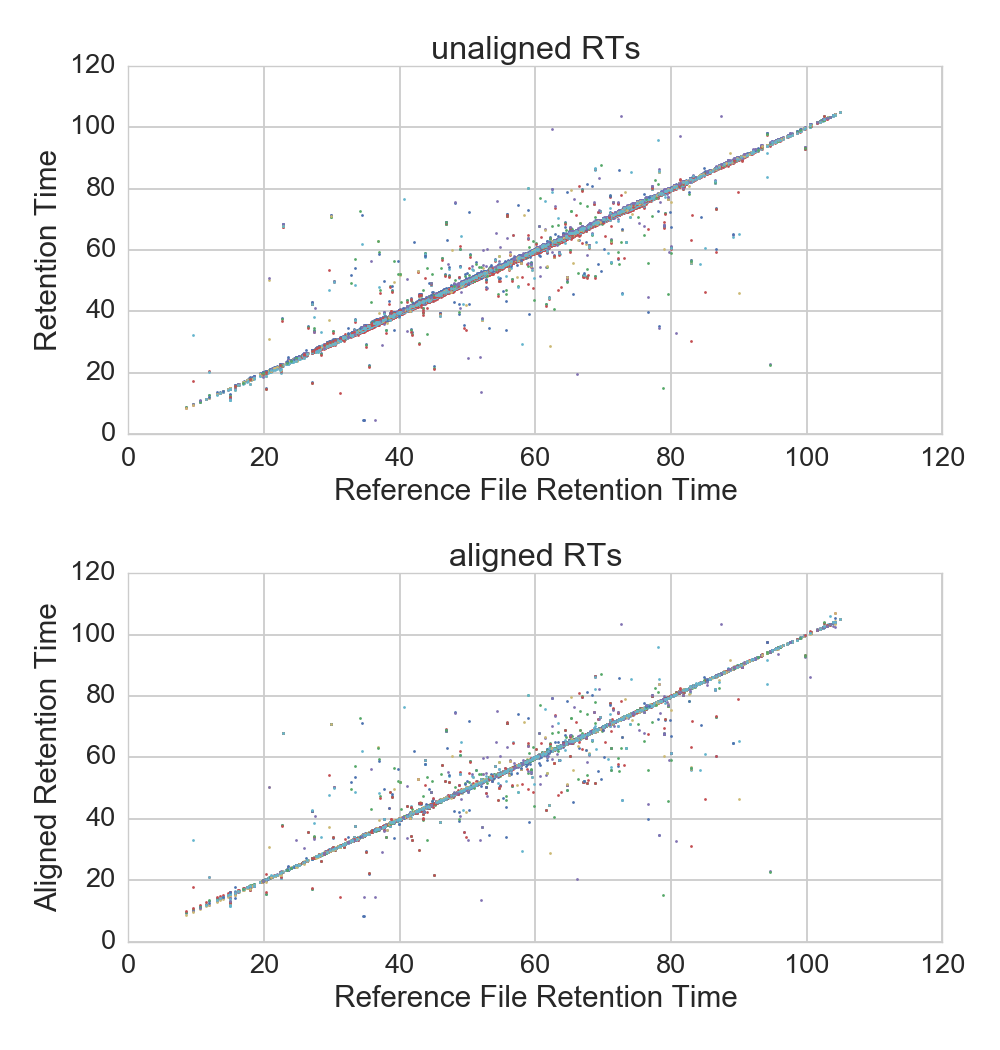 unaligned RTs
120
100
80
60
40
20
0
Retention Time
0 20 40 60 80 100 120
Reference File Retention Time
aligned RTs
120
100
80
60
40
20
0
Aligned Retention Time
0 20 40 60 80 100 120
Reference File Retention Time